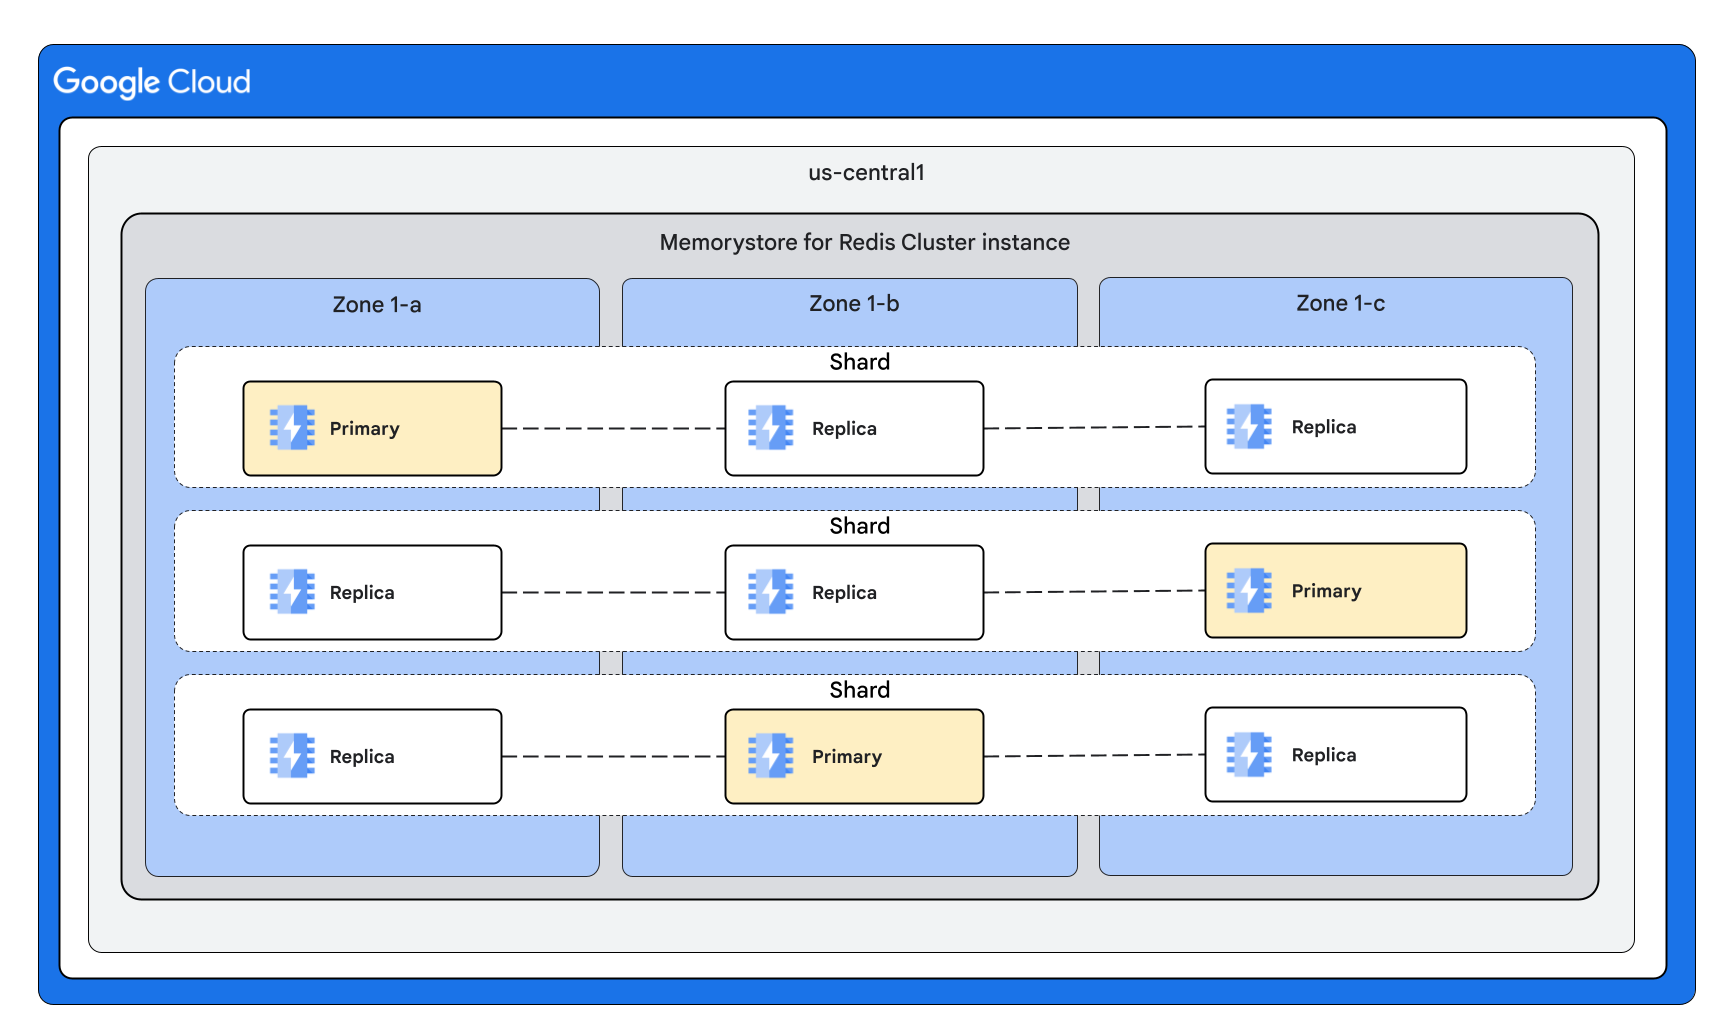 Google Cloud
us-central1
Memorystore for Redis Cluster instance
Zone 1-a
Zone 1-b
Zone 1-c
Shard
Primary
Replica
Replica
Shard
Replica
Replica
Primary
Shard
Replica
Primary
Replica